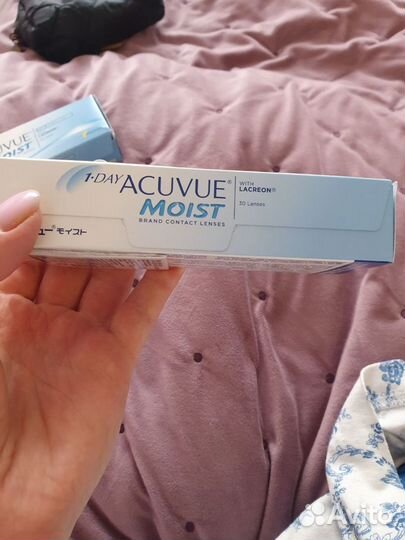 ACUVUE
MOIST
1·DAY ACUVUE®
MOIST
BRAND CONTACT LENSES
WITH
LACREON®
30 Lenses
ュー® モイスト
Avito